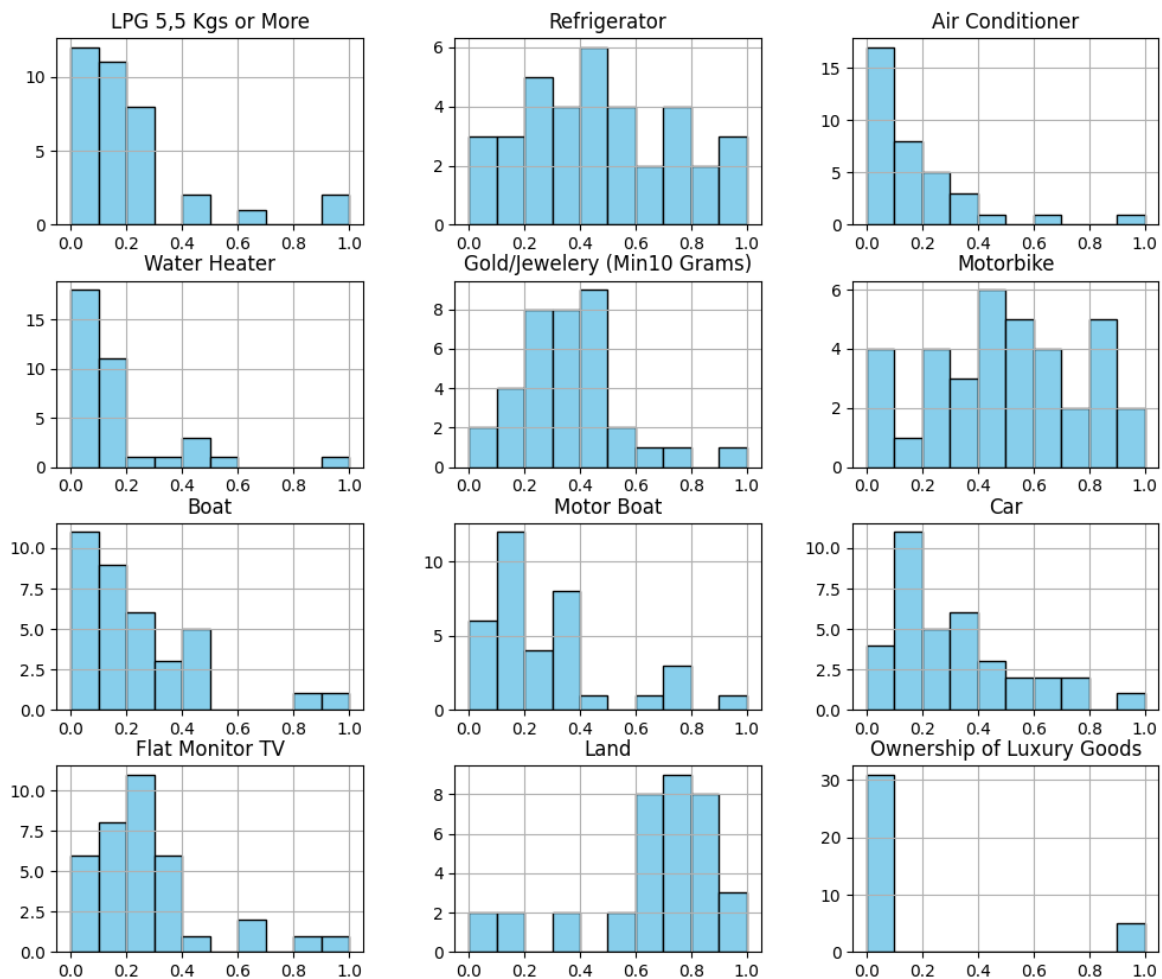 LPG 5,5 Kgs or More
Refrigerator
Air Conditioner
10
5
0
0.0 0.2 0.4 0.6 0.8 1.0
6
4
2
0
0.0 0.2 0.4 0.6 0.8 1.0
15
10
5
0
0.0 0.2 0.4 0.6 0.8 1.0
Water Heater
Gold/Jewelery (Min10 Grams)
Motorbike
15
10
5
0
0.0 0.2 0.4 0.6 0.8 1.0
8
6
4
2
0
0.0 0.2 0.4 0.6 0.8 1.0
6
4
2
0
0.0 0.2 0.4 0.6 0.8 1.0
Boat
Motor Boat
Car
10.0
7.5
5.0
2.5
0.0
0.0 0.2 0.4 0.6 0.8 1.0
10
5
0
0.0 0.2 0.4 0.6 0.8 1.0
10.0
7.5
5.0
2.5
0.0
0.0 0.2 0.4 0.6 0.8 1.0
Flat Monitor TV
Land
Ownership of Luxury Goods
10.0
7.5
5.0
2.5
0.0
0.0 0.2 0.4 0.6 0.8 1.0
8
6
4
2
0
0.0 0.2 0.4 0.6 0.8 1.0
30
20
10
0
0.0 0.2 0.4 0.6 0.8 1.0